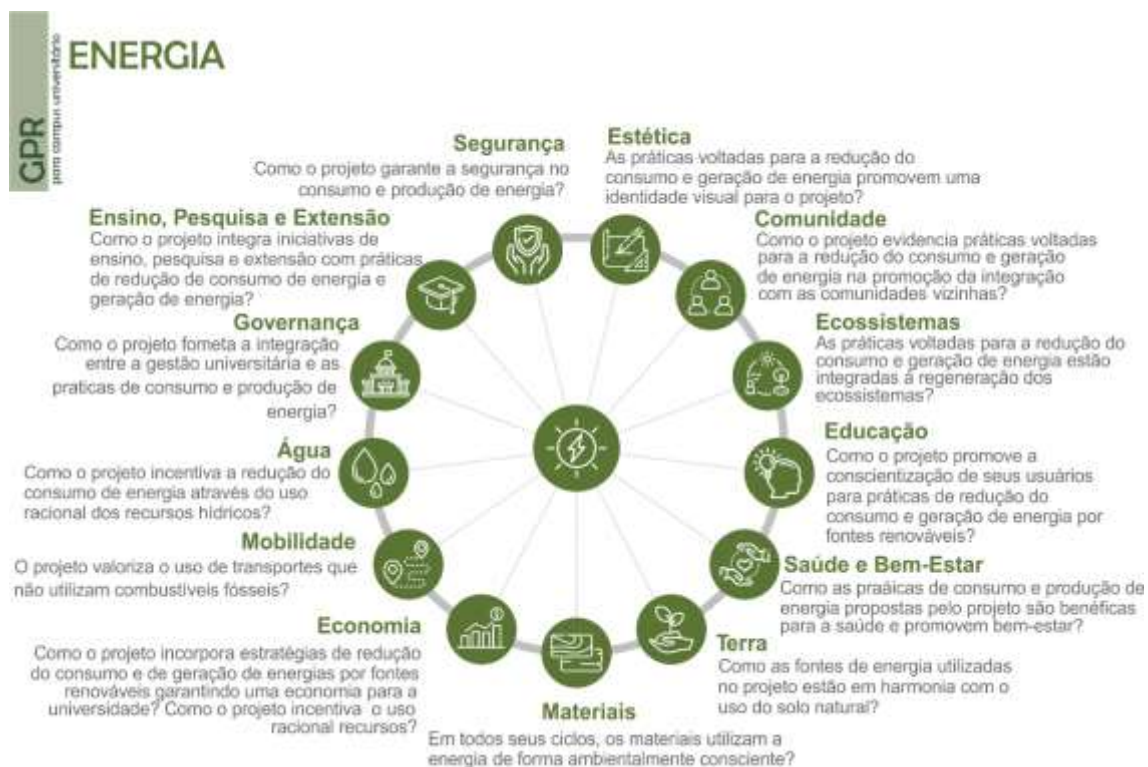 GPR
para campus universitário
ENERGIA
Segurança
Como o projeto garante a segurança no
consumo e produção de energia?
Estética
As práticas voltadas para a redução do
consumo e geração de energia promovem uma
identidade visual para o projeto?
Ensino, Pesquisa e Extensão
Como o projeto integra iniciativas de
ensino, pesquisa e extensão com práticas
de redução de consumo de energia e
geração de energia?
Comunidade
Como o projeto evidencia práticas voltadas
para a redução do consumo e geração
de energia na promoção da integração
com as comunidades vizinhas?
Governança
Como o projeto fometa a integração
entre a gestão universitária e as
praticas de consumo e produção de
energia?
Ecossistemas
As práticas voltadas para a redução do
consumo e geração de energia estão
integradas á regeneração dos
ecossistemas?
Água
Como o projeto incentiva a redução do
consumo de energia através do uso
racional dos recursos hídricos?
Educação
Como o projeto promove a
conscientização de seus usuários
para práticas de redução do
consumo e geração de energia por
fontes renováveis?
Mobilidade
O projeto valoriza o uso de transportes que
não utilizam combustíveis fósseis?
Saúde e Bem-Estar
Como as praáicas de consumo e produção de
energia propostas pelo projeto são benéficas
para a saúde e promovem bem-estar?
Economia
Como o projeto incorpora estratégias de redução
do consumo e de geração de energias por fontes
renováveis garantindo uma economia para a
universidade? Como o projeto incentiva o uso
racional recursos?
Terra
Como as fontes de energia utilizadas
no projeto estão em harmonia com o
uso do solo natural?
Materiais
Em todos seus ciclos, os materiais utilizam a
energia de forma ambientalmente consciente?